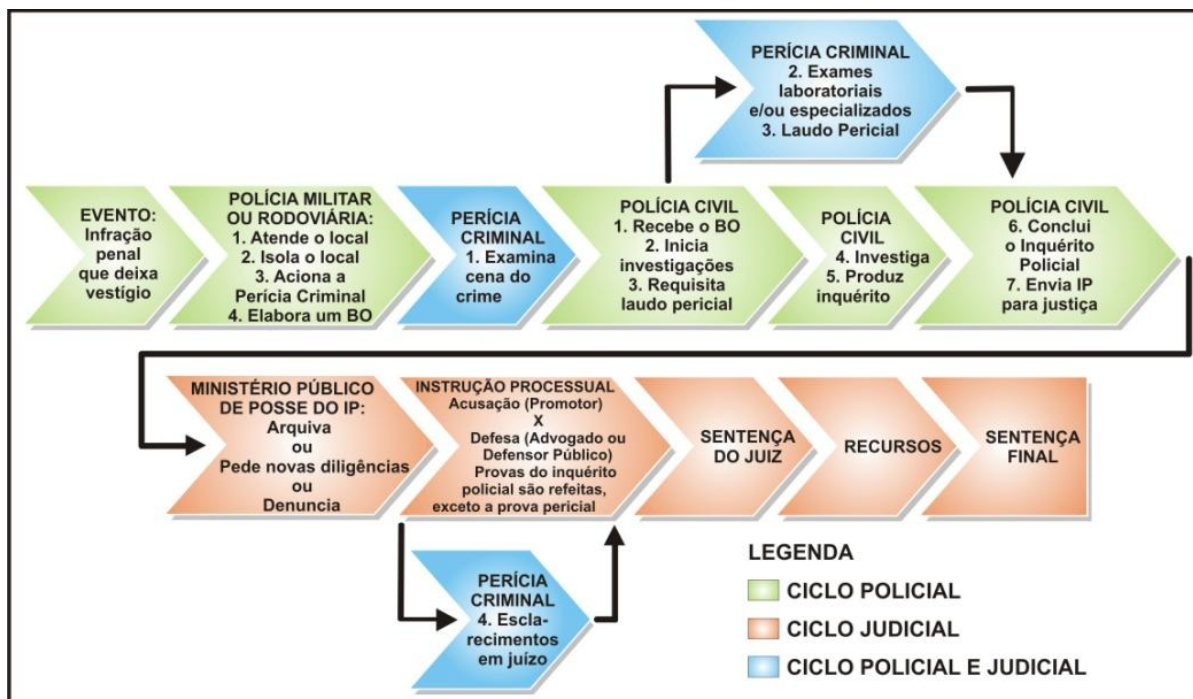 PERÍCIA CRIMINAL
2. Exames
laboratoriais
e/ou especializados
3. Laudo Pericial
EVENTO:
Infração
penal
que deixa
vestígio
POLÍCIA MILITAR
OU RODOVIÁRIA:
1. Atende o local
2. Isola o local
3. Aciona a
Perícia Criminal
4. Elabora um BO
PERÍCIA
CRIMINAL
1. Examina
cena do
crime
POLÍCIA CIVIL
1. Recebe o BO
2. Inicia
investigações
3. Requisita
laudo pericial
POLÍCIA
CIVIL
4. Investiga
5. Produz
inquérito
POLÍCIA CIVIL
6. Conclui
o Inquérito
Policial
7. Envia IP
para justiça
MINISTÉRIO PÚBLICO
DE POSSE DO IP:
Arquiva
ou
Pede novas diligências
ou
Denuncia
INSTRUÇÃO PROCESSUAL
Acusação (Promotor)
X
Defesa (Advogado ou
Defensor Público)
Provas do inquérito
policial são refeitas,
exceto a prova pericial
SENTENÇA
DO JUIZ
RECURSOS
SENTENÇA
FINAL
PERÍCIA
CRIMINAL
4. Escla-
recimentos
em juízo
LEGENDA
CICLO POLICIAL
CICLO JUDICIAL
CICLO POLICIAL E JUDICIAL